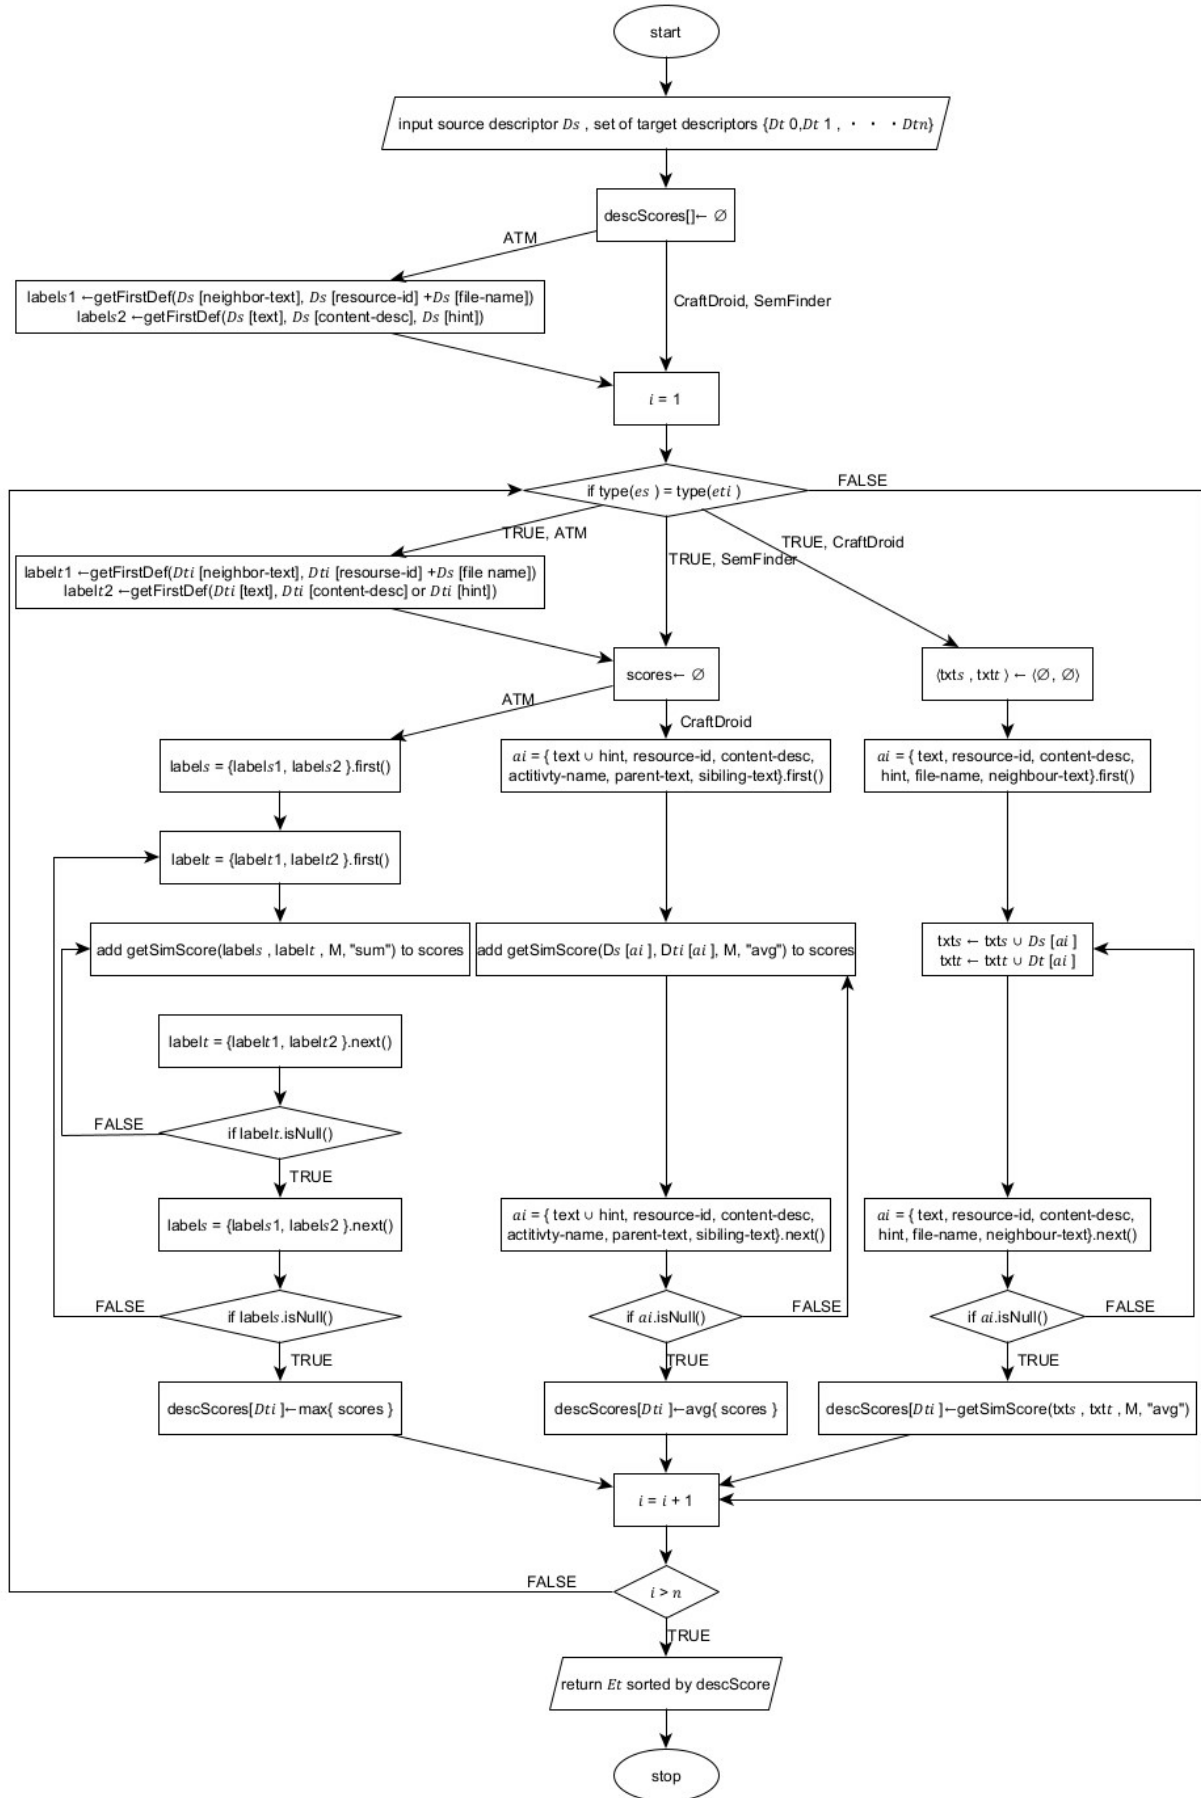 start
input source descriptor Ds , set of target descriptors {Dt 0,Dt 1 , · · · Dtn}
descScores[]← ∅
ATM
labels1 ←getFirstDef(Ds [neighbor-text], Ds [resource-id] +Ds [file-name])
labels2 ←getFirstDef(Ds [text], Ds [content-desc], Ds [hint])
CraftDroid, SemFinder
i = 1
if type(es ) = type(eti )
FALSE
TRUE, ATM
TRUE, SemFinder
TRUE, CraftDroid
labelt1 ←getFirstDef(Dti [neighbor-text], Dti [resourse-id] +Ds [file name])
labelt2 ←getFirstDef(Dti [text], Dti [content-desc] or Dti [hint])
scores← ∅
⟨txts , txtt ⟩ ← ⟨∅, ∅⟩
ATM
CraftDroid
labels = {labels1, labels2 }.first()
ai = { text ∪ hint, resource-id, content-desc,
actitivty-name, parent-text, sibiling-text}.first()
ai = { text, resource-id, content-desc,
hint, file-name, neighbour-text}.first()
labelt = {labelt1, labelt2 }.first()
add getSimScore(labels , labelt , M, "sum") to scores
add getSimScore(Ds [ai ], Dti [ai ], M, "avg") to scores
txts ← txts ∪ Ds [ai ]
txtt ← txtt ∪ Dt [ai ]
labelt = {labelt1, labelt2 }.next()
if labelt.isNull()
FALSE
TRUE
labels = {labels1, labels2 }.next()
ai = { text ∪ hint, resource-id, content-desc,
actitivty-name, parent-text, sibiling-text}.next()
ai = { text, resource-id, content-desc,
hint, file-name, neighbour-text}.next()
FALSE
if labels.isNull()
if ai.isNull()
FALSE
if ai.isNull()
FALSE
TRUE
TRUE
TRUE
descScores[Dti ]←max{ scores }
descScores[Dti ]←avg{ scores }
descScores[Dti ]←getSimScore(txts , txtt , M, "avg")
i = i + 1
FALSE
i > n
TRUE
return Et sorted by descScore
stop